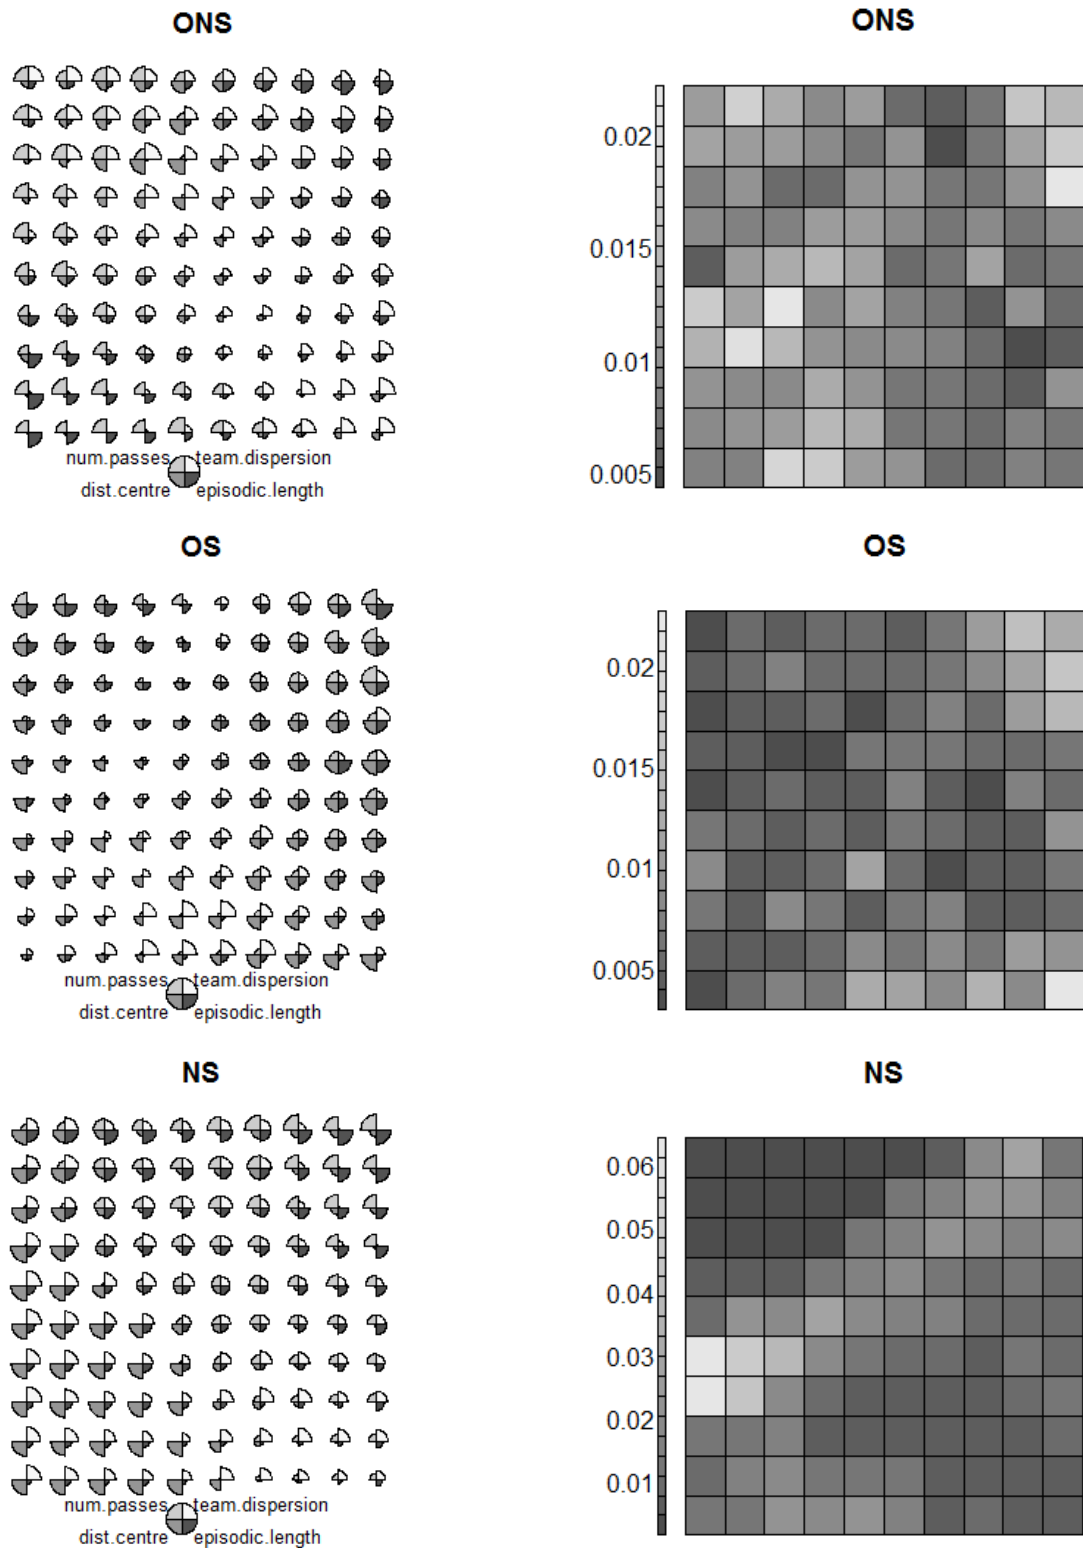 ONS
ONS
0.02
0.015
0.01
0.005
num.passes team.dispersion
dist.centre episodic.length
OS
OS
0.02
0.015
0.01
0.005
num.passes team.dispersion
dist.centre episodic.length
NS
NS
0.06
0.05
0.04
0.03
0.02
0.01
num.passes team.dispersion
dist.centre episodic.length